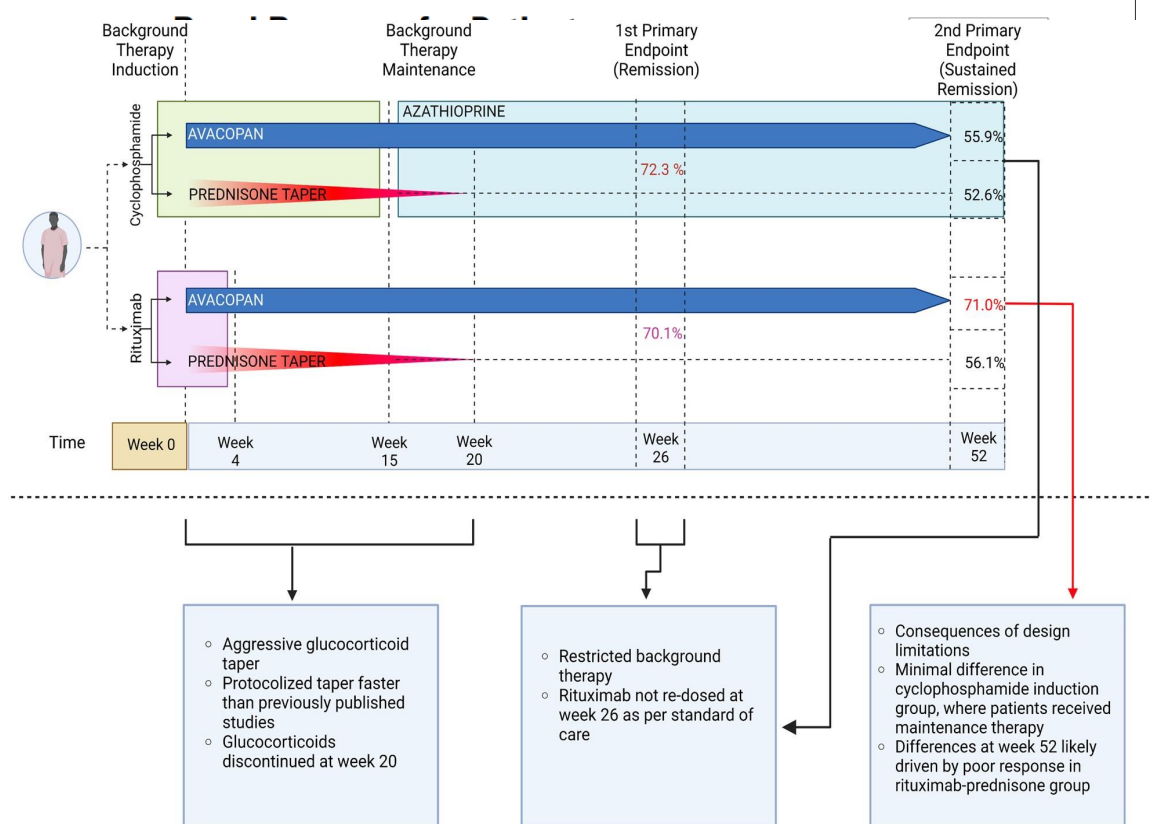 Background
Therapy
Induction
Background
Therapy
Maintenance
1st Primary
Endpoint
(Remission)
2nd Primary
Endpoint
(Sustained
Remission)
Cyclophosphamide
AZATHIOPRINE
AVACOPAN
55.9%
72.3 %
PREDNISONE TAPER
52.6%
Rituximab
AVACOPAN
71.0%
70.1%
PREDNISONE TAPER
56.1%
Time
Week 0
Week
4
Week
15
Week
20
Week
26
Week
52
○ Aggressive glucocorticoid
taper
○ Protocolized taper faster
than previously published
studies
○ Glucocorticoids
discontinued at week 20
○ Restricted background
therapy
○ Rituximab not re-dosed at
week 26 as per standard of
care
○ Consequences of design
limitations
○ Minimal difference in
cyclophosphamide induction
group, where patients received
maintenance therapy
○ Differences at week 52 likely
driven by poor response in
rituximab-prednisone group